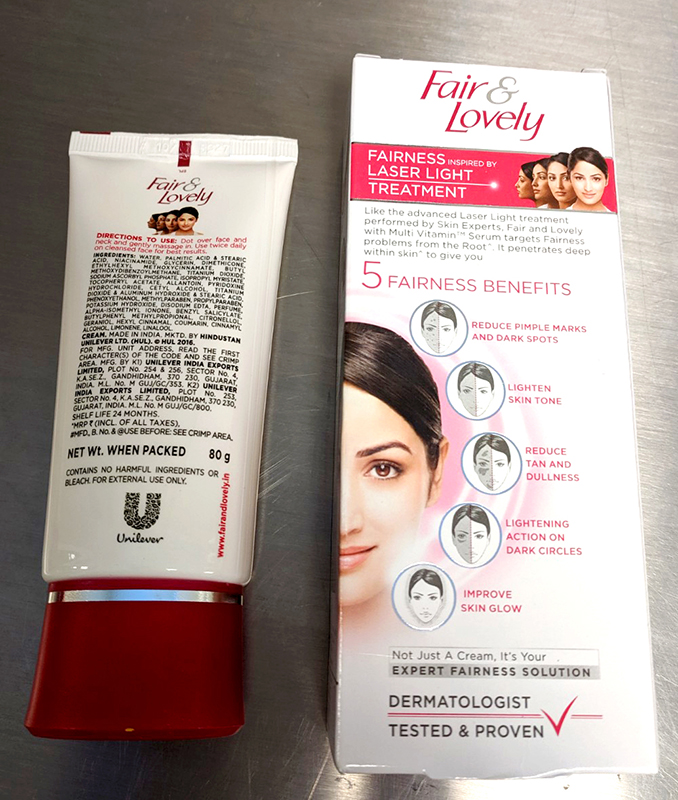 Fair &
Lovely
DIRECTIONS TO USE: Dot over face and
neck and gently massage in. Use twice daily
on cleansed face for best results.
INGREDIENTS: WATER, PALMITIC ACID & STEARIC
ACID, NIACINAMIDE, GLYCERIN, DIMETHICONE,
ETHYLHEXYL METHOXYCINNAMATE, BUTYL
METHOXYDIBENZOYLMETHANE, TITANIUM DIOXIDE,
SODIUM ASCORBYL PHOSPHATE, ISOPROPYL MYRISTATE,
TOCOPHERYL ACETATE, ALLANTOIN, PYRIDOXINE
HYDROCHLORIDE, CETYL ALCOHOL, TITANIUM
DIOXIDE & ALUMINUM HYDROXIDE & STEARIC ACID,
PHENOXYETHANOL, METHYLPARABEN, PROPYLPARABEN,
POTASSIUM HYDROXIDE, DISODIUM EDTA, PERFUME,
ALPHA-ISOMETHYL IONONE, BENZYL SALICYLATE,
BUTYLPHENYL METHYLPROPIONAL, CITRONELLOL,
GERANIOL, HEXYL CINNAMAL, COUMARIN, CINNAMYL
ALCOHOL, LIMONENE, LINALOOL.
CREAM. MADE IN INDIA. MKTD. BY HINDUSTAN
UNILEVER LTD. (HUL). © HUL 2016.
FOR MFG. UNIT ADDRESS, READ THE FIRST
CHARACTER(S) OF THE CODE AND SEE CRIMP
AREA. MFG. BY K1) UNILEVER INDIA EXPORTS
LIMITED, PLOT No. 254 & 256, SECTOR No. 4,
K.A.S.E.Z., GANDHIDHAM, 370 230, GUJARAT,
INDIA. M.L. No. M GUJ/GC/353. K2) UNILEVER
INDIA EXPORTS LIMITED, PLOT No. 253,
SECTOR No. 4, K.A.S.E.Z., GANDHIDHAM, 370 230,
GUJARAT, INDIA. M.L. No. M GUJ/GC/800.
SHELF LIFE 24 MONTHS.
*MRP ₹ (INCL. OF ALL TAXES),
#MFD., B. No. & @USE BEFORE: SEE CRIMP AREA.
NET Wt. WHEN PACKED 80 g
CONTAINS NO HARMFUL INGREDIENTS OR
BLEACH. FOR EXTERNAL USE ONLY.
Unilever
www.fairandlovely.in
Fair &
Lovely
FAIRNESS INSPIRED BY
LASER LIGHT
TREATMENT
Like the advanced Laser Light treatment
performed by Skin Experts, Fair and Lovely
with Multi Vitamin™ Serum targets Fairness
problems from the Root^. It penetrates deep
within skin~ to give you
5 FAIRNESS BENEFITS
REDUCE PIMPLE MARKS
AND DARK SPOTS
LIGHTEN
SKIN TONE
REDUCE
TAN AND
DULLNESS
LIGHTENING
ACTION ON
DARK CIRCLES
IMPROVE
SKIN GLOW
Not Just A Cream, It's Your
EXPERT FAIRNESS SOLUTION
DERMATOLOGIST
TESTED & PROVEN